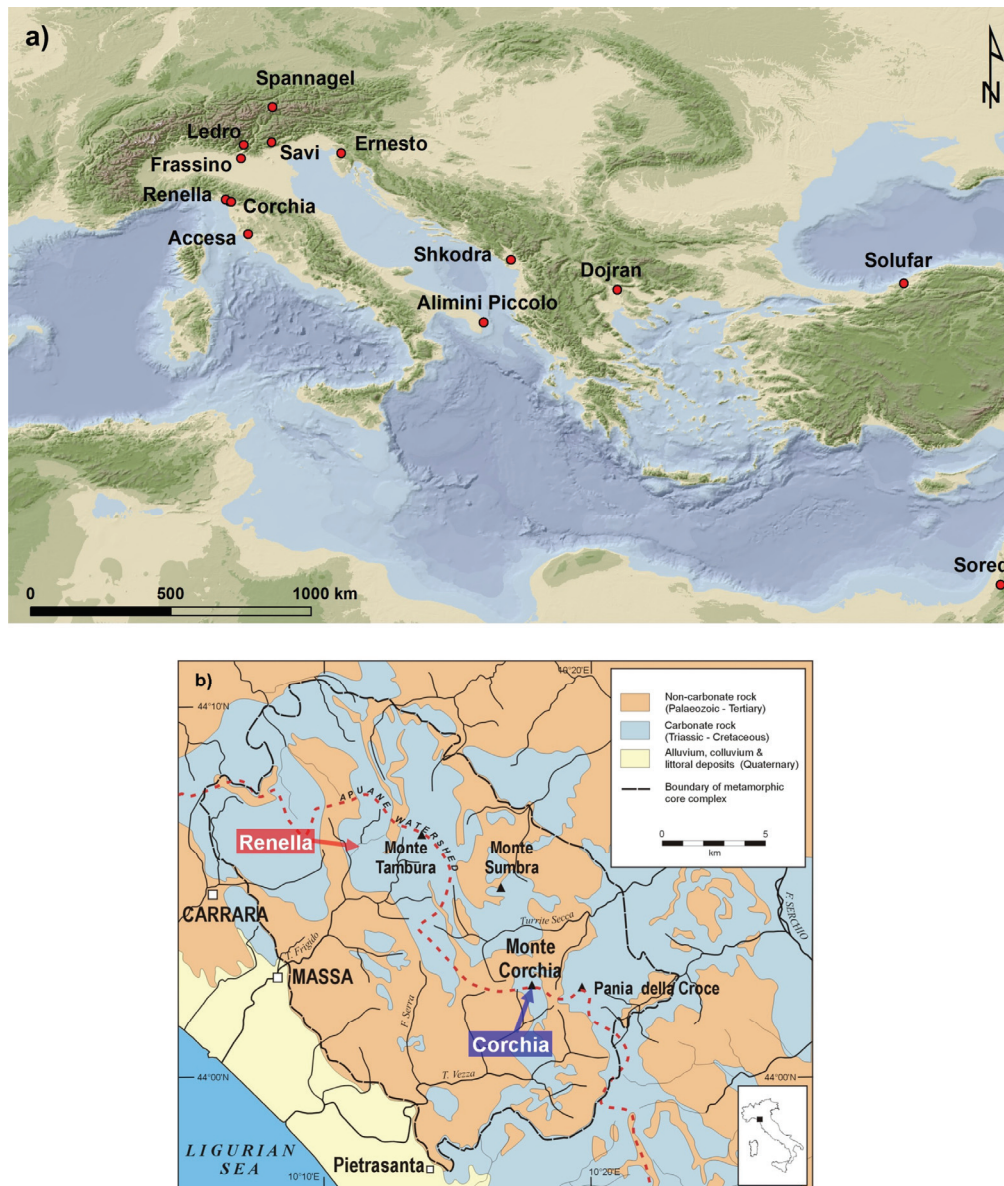 a)
N
Spannagel
Ledro
Savi
Ernesto
Frassino
Renella
Corchia
Accesa
Shkodra
Dojran
Solufar
Alimini Piccolo
Soreq
0 500 1000 km
b)
10°20'E
44°10'N
Non-carbonate rock
(Palaeozoic - Tertiary)
Carbonate rock
(Triassic - Cretaceous)
Alluvium, colluvium &
littoral deposits (Quaternary)
Boundary of metamorphic
core complex
0 5
km
APUANE WATERSHED
Renella
Monte
Tambura
Monte
Sumbra
CARRARA
Turrite Secca
F. SERCHIO
F. Frigido
MASSA
Monte
Corchia
Pania della Croce
F. Serra
Corchia
T. Vezza
44°00'N
44°00'N
LIGURIAN
SEA
Pietrasanta
10°10'E
10°20'E